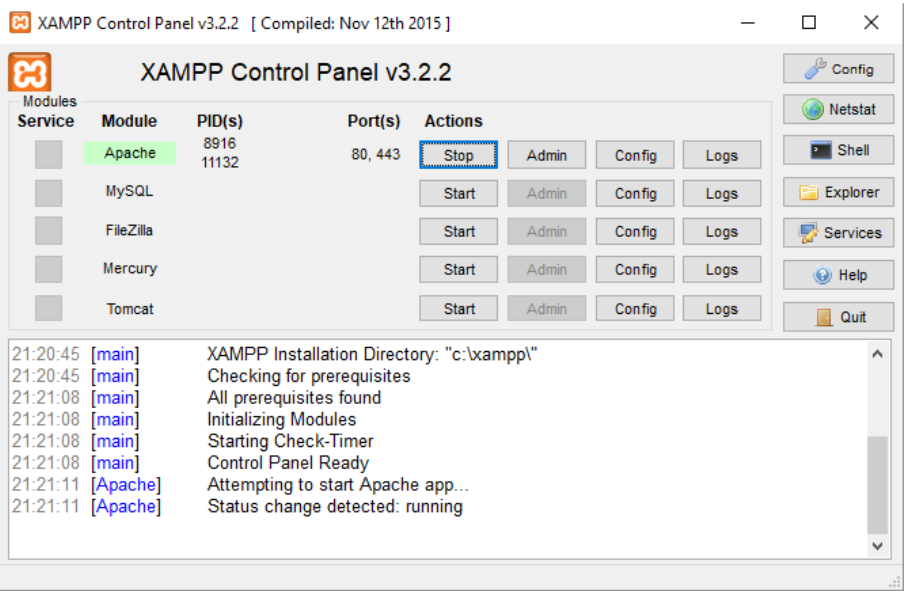 XAMPP Control Panel v3.2.2 [ Compiled: Nov 12th 2015 ]
XAMPP Control Panel v3.2.2
Config
Modules
Netstat
Service Module PID(s) Port(s) Actions
Apache 8916 80, 443 Stop Admin Config Logs
11132
Shell
MySQL Start Admin Config Logs
Explorer
FileZilla Start Admin Config Logs
Services
Mercury Start Admin Config Logs
Help
Tomcat Start Admin Config Logs
Quit
21:20:45 [main] XAMPP Installation Directory: "c:\xampp\"
21:20:45 [main] Checking for prerequisites
21:21:08 [main] All prerequisites found
21:21:08 [main] Initializing Modules
21:21:08 [main] Starting Check-Timer
21:21:08 [main] Control Panel Ready
21:21:11 [Apache] Attempting to start Apache app...
21:21:11 [Apache] Status change detected: running